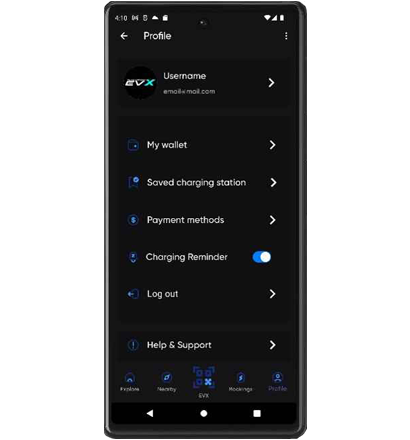 4:10
Profile
EVX
Username
email@mail.com
My wallet
Saved charging station
Payment methods
Charging Reminder
Log out
Help & Support
Explore
Nearby
EVX
Bookings
Profile